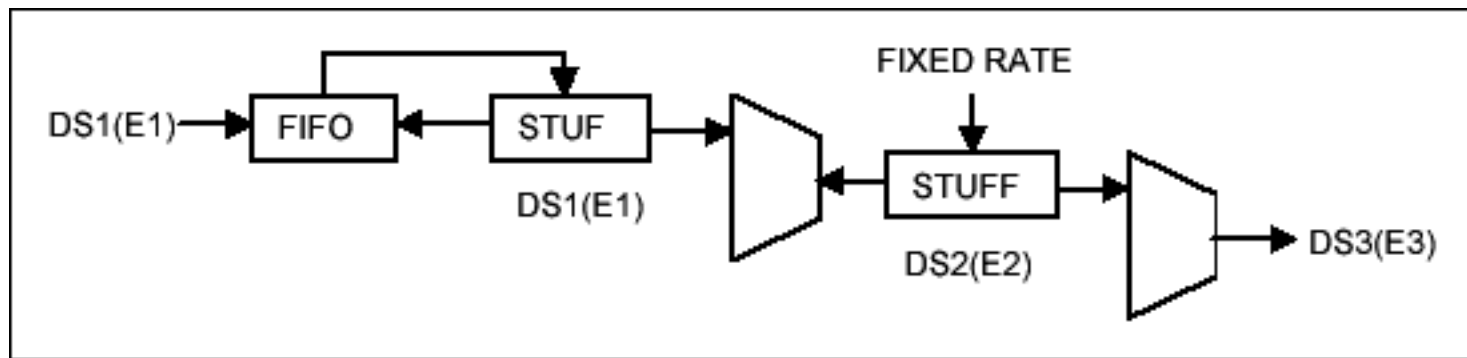 FIXED RATE
DS1(E1)
FIFO
STUF
DS1(E1)
STUFF
DS2(E2)
DS3(E3)